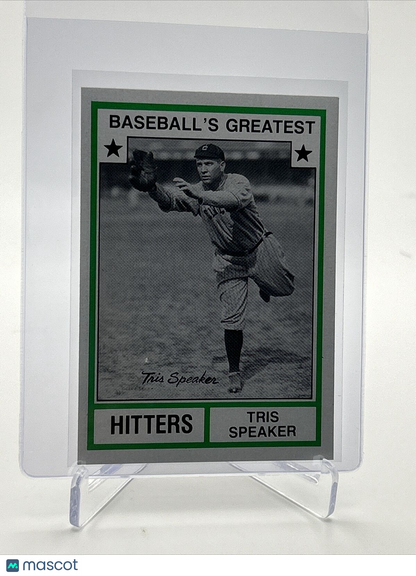 BASEBALL'S GREATEST
Tris Speaker
HITTERS
TRIS
SPEAKER
mascot